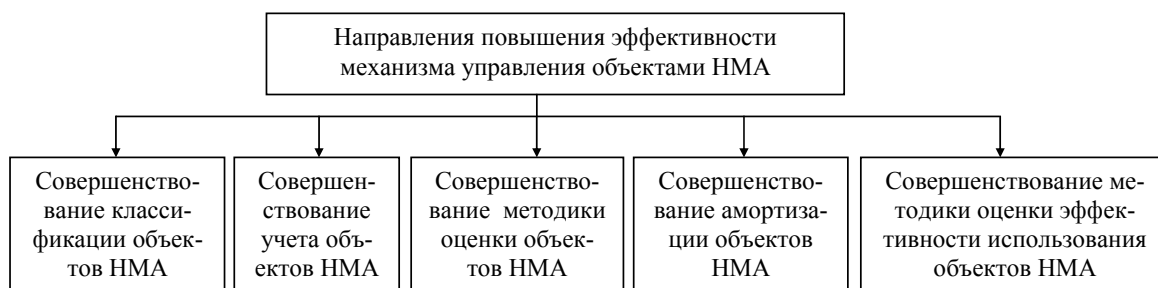 Направления повышения эффективности
механизма управления объектами НМА
Совершенство-
вание класси-
фикации объек-
тов НМА
Совершен-
ствование
учета объ-
ектов НМА
Совершенство-
вание методики
оценки объек-
тов НМА
Совершенство-
вание амортиза-
ции объектов
НМА
Совершенствование ме-
тодики оценки эффек-
тивности использования
объектов НМА